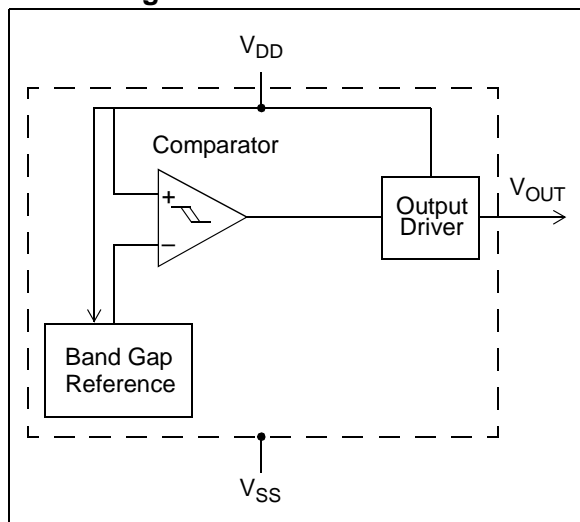 V_DD
Comparator
+
−
Output
Driver
V_OUT
Band Gap
Reference
V_SS